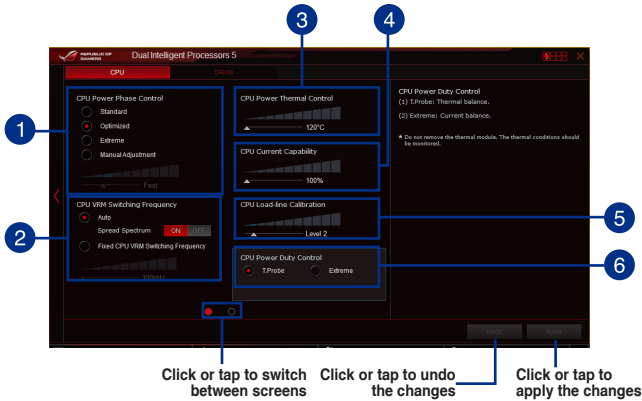 3
4
REPUBLIC OF
GAMERS
Dual Intelligent Processors 5
CPU
DRAM
1
CPU Power Phase Control
Standard
Optimized
Extreme
Manual Adjustment
Fast
2
CPU VRM Switching Frequency
Auto
Spread Spectrum
ON
OFF
Fixed CPU VRM Switching Frequency
300kHz
CPU Power Thermal Control
120°C
CPU Current Capability
100%
CPU Load-line Calibration
Level 2
5
CPU Power Duty Control
T.Probe
Extreme
6
CPU Power Duty Control
(1) T.Probe: Thermal balance.
(2) Extreme: Current balance.
* Do not remove the thermal module. The thermal conditions should
be monitored.
Undo
Apply
Click or tap to switch
between screens
Click or tap to undo
the changes
Click or tap to
apply the changes